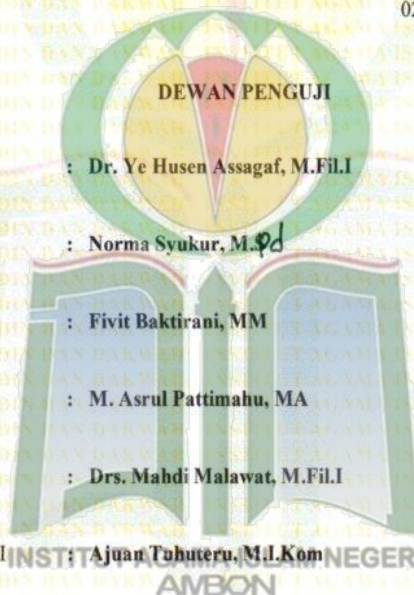 02
DEWAN PENGUJI
: Dr. Ye Husen Assagaf, M.Fil.I
: Norma Syukur, M.Pd
: Fivit Baktirani, MM
: M. Asrul Pattimahu, MA
: Drs. Mahdi Malawat, M.Fil.I
I : Ajuan Tuhuteru, M.I.Kom
INSTITUT AGAMA ISLAM NEGERI
AMBON